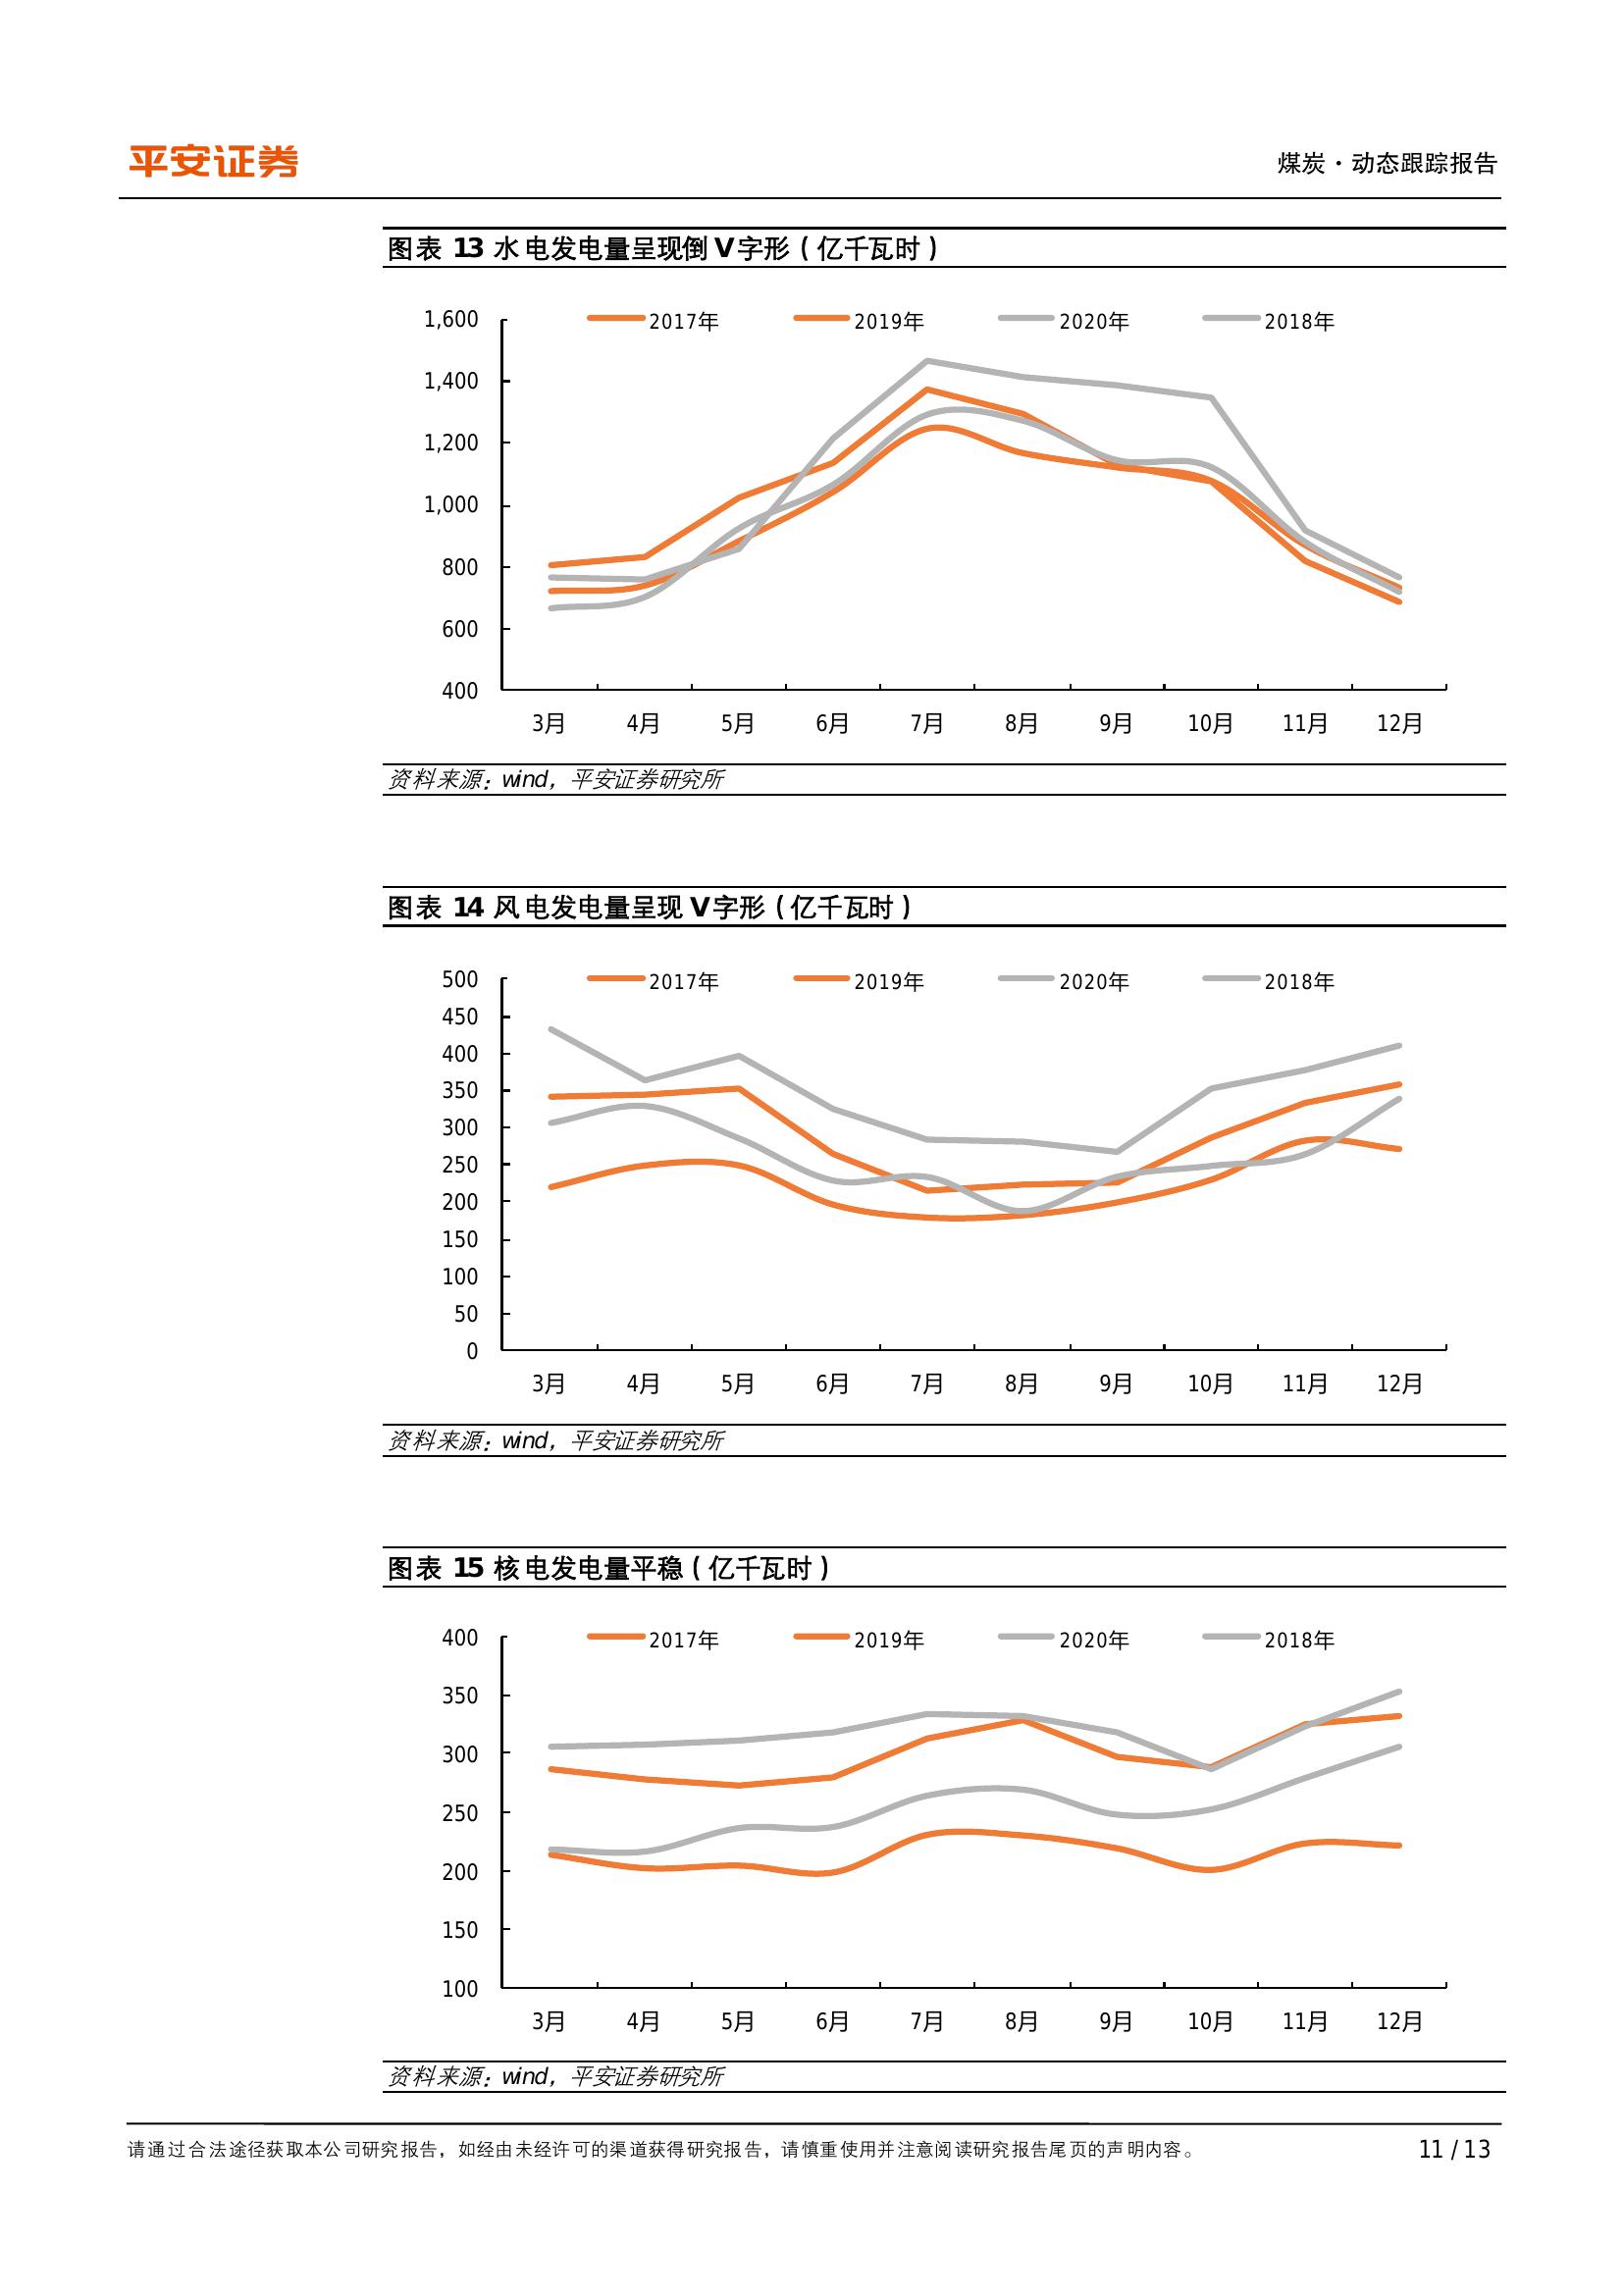 平安证券
煤炭·动态跟踪报告
图表 13 水电发电量呈现倒 V 字形（亿千瓦时）
2017年 2019年 2020年 2018年
1,600
1,400
1,200
1,000
800
600
400
3月 4月 5月 6月 7月 8月 9月 10月 11月 12月
资料来源：wind，平安证券研究所
图表 14 风电发电量呈现 V 字形（亿千瓦时）
2017年 2019年 2020年 2018年
500
450
400
350
300
250
200
150
100
50
0
3月 4月 5月 6月 7月 8月 9月 10月 11月 12月
资料来源：wind，平安证券研究所
图表 15 核电发电量平稳（亿千瓦时）
2017年 2019年 2020年 2018年
400
350
300
250
200
150
100
3月 4月 5月 6月 7月 8月 9月 10月 11月 12月
资料来源：wind，平安证券研究所
请通过合法途径获取本公司研究报告，如经由未经许可的渠道获得研究报告，请慎重使用并注意阅读研究报告尾页的声明内容。
11 / 13